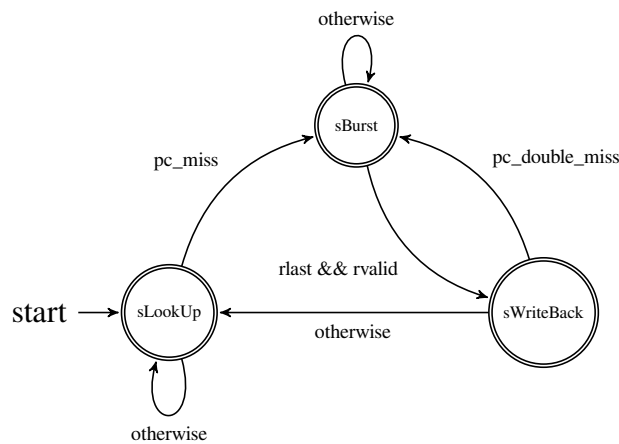 otherwise
sBurst
pc_miss
pc_double_miss
rlast && rvalid
start
sLookUp
sWriteBack
otherwise
otherwise